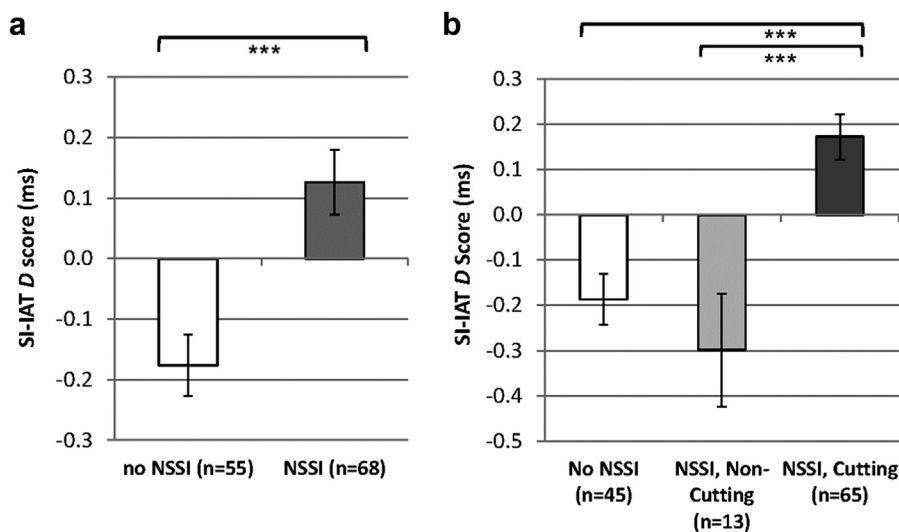 a
***
0.3
0.2
0.1
0.0
-0.1
-0.2
-0.3
SI-IAT D score (ms)
no NSSI (n=55)
NSSI (n=68)
b
***
***
0.3
0.2
0.1
0.0
-0.1
-0.2
-0.3
-0.4
-0.5
SI-IAT D score (ms)
No NSSI
(n=45)
NSSI, Non-
Cutting
(n=13)
NSSI, Cutting
(n=65)